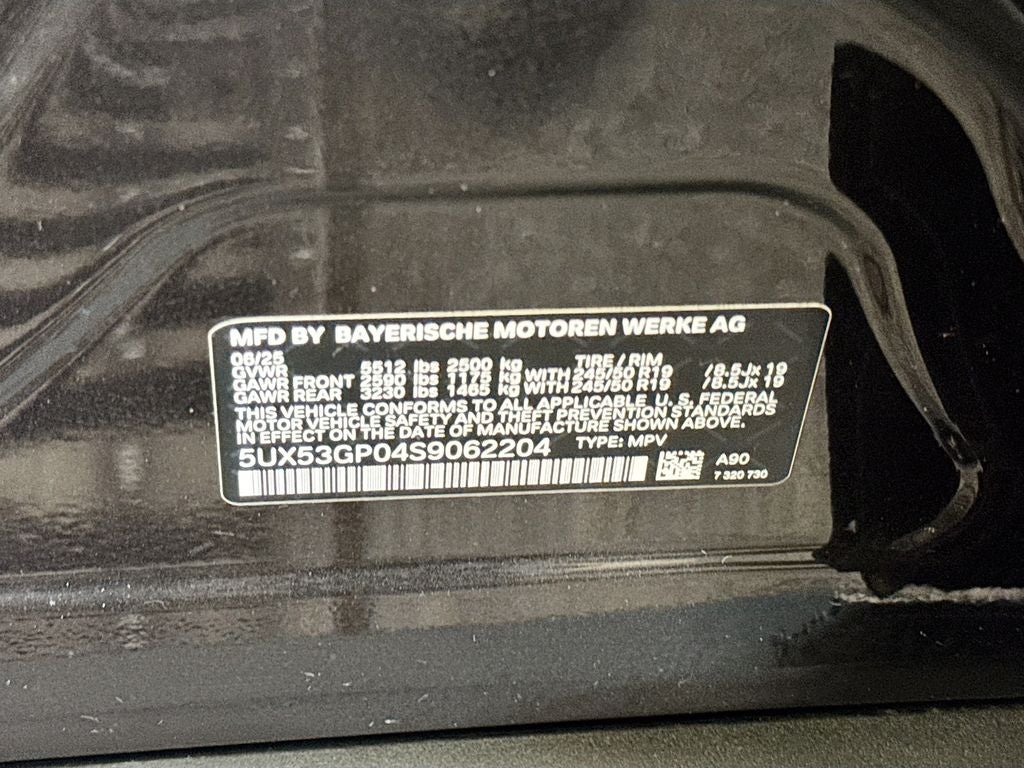 MFD BY BAYERISCHE MOTOREN WERKE AG
06/25
GVWR 5512 lbs 2500 kg TIRE / RIM
GAWR FRONT 2590 lbs 1175 kg WITH 245/50 R19 /8.5Jx 19
GAWR REAR 3230 lbs 1465 kg WITH 245/50 R19 /8.5Jx 19
THIS VEHICLE CONFORMS TO ALL APPLICABLE U. S. FEDERAL
MOTOR VEHICLE SAFETY AND THEFT PREVENTION STANDARDS
IN EFFECT ON THE DATE OF MANUFACTURE SHOWN ABOVE.
5UX53GP04S9062204 TYPE: MPV
A90
7 320 730